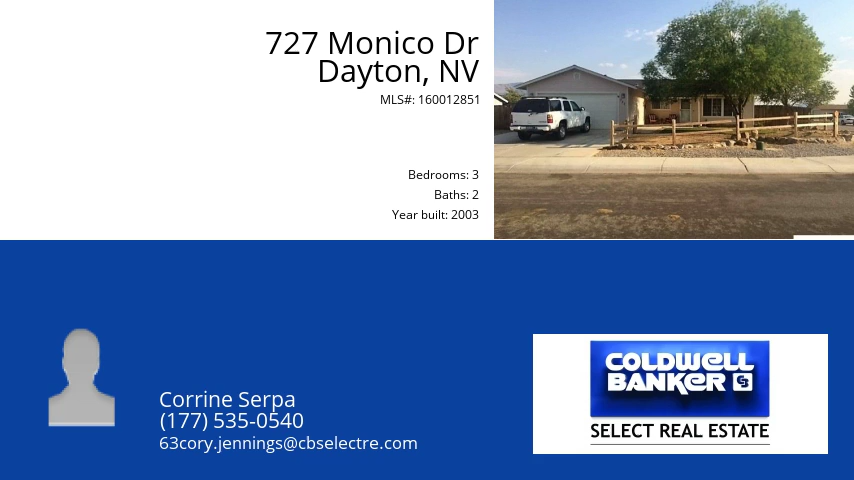 727 Monico Dr
Dayton, NV
MLS#: 160012851
Bedrooms: 3
Baths: 2
Year built: 2003
Corrine Serpa
(177) 535-0540
63cory.jennings@cbselectre.com
COLDWELL
BANKER CB
SELECT REAL ESTATE